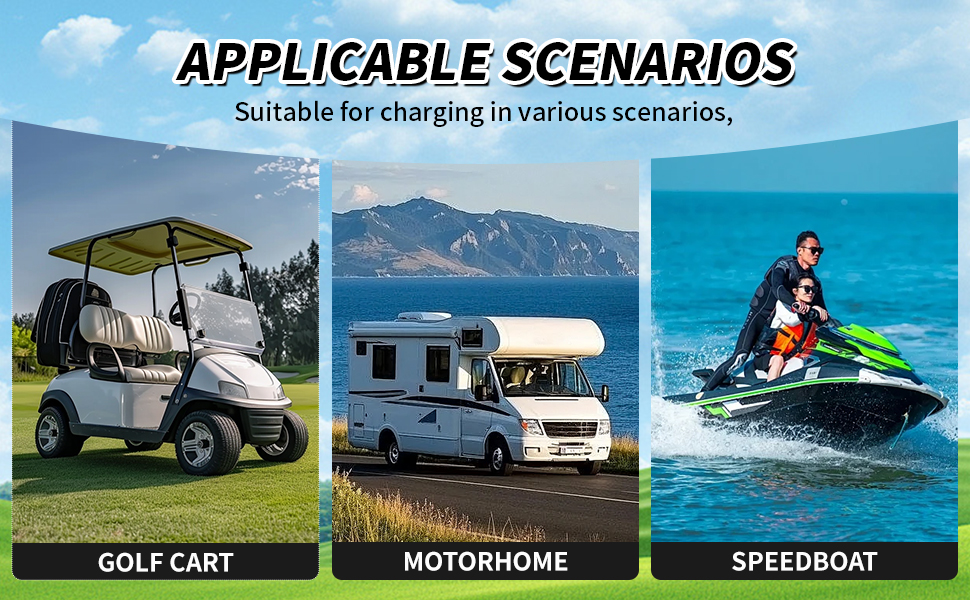 APPLICABLE SCENARIOS
Suitable for charging in various scenarios,
GOLF CART
MOTORHOME
SPEEDBOAT